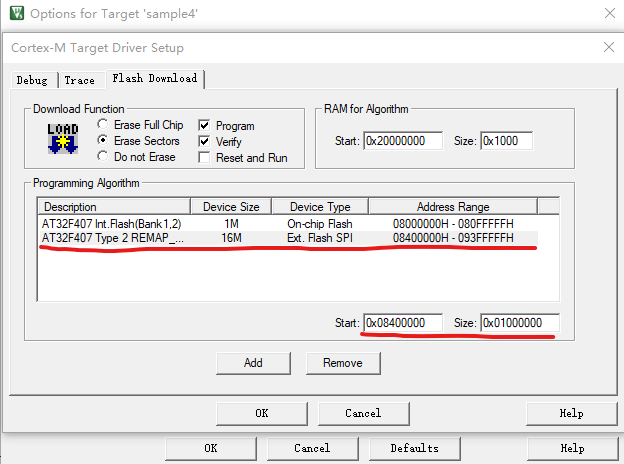 Options for Target 'sample4'
Cortex-M Target Driver Setup
Debug Trace Flash Download
Download Function
LOAD
Erase Full Chip
Erase Sectors
Do not Erase
Program
Verify
Reset and Run
RAM for Algorithm
Start: 0x20000000 Size: 0x1000
Programming Algorithm
Description Device Size Device Type Address Range
AT32F407 Int.Flash(Bank1,2) 1M On-chip Flash 08000000H - 080FFFFFH
AT32F407 Type 2 REMAP_... 16M Ext. Flash SPI 08400000H - 093FFFFFH
Start: 0x08400000 Size: 0x01000000
Add Remove
OK Cancel Help
OK Cancel Defaults Help